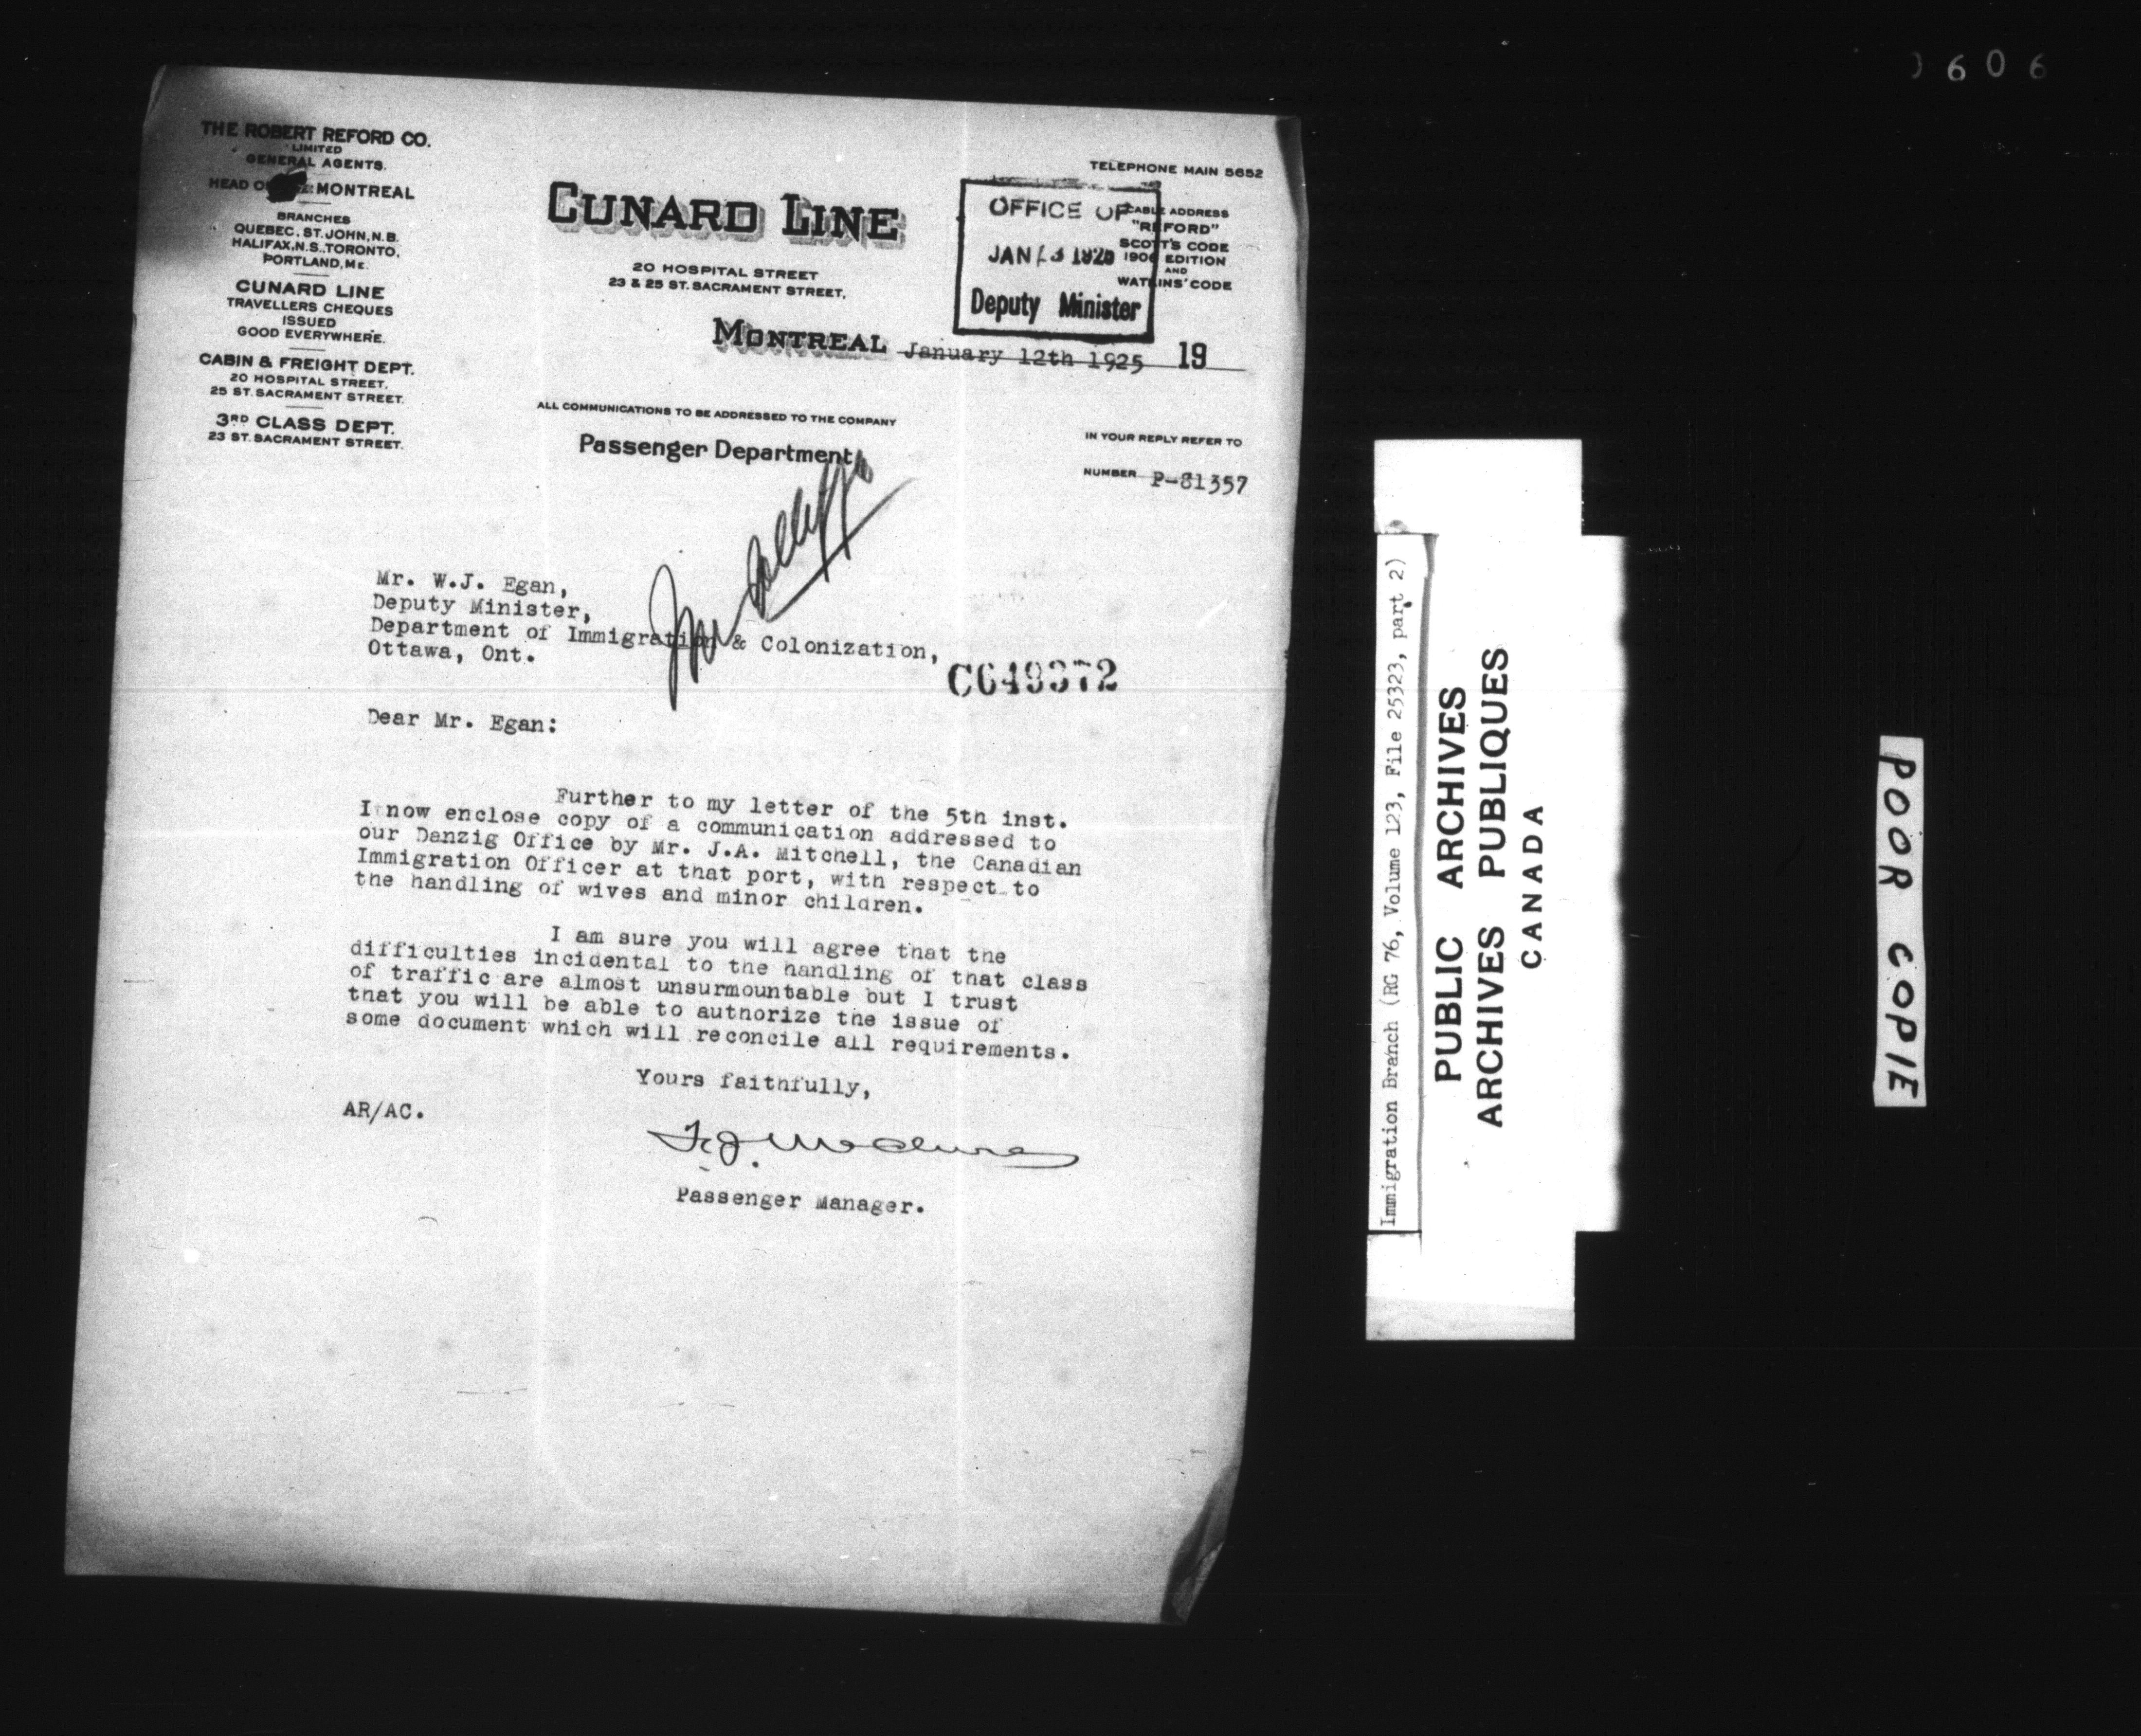 THE ROBERT REFORD CO.
LIMITED
GENERAL AGENTS.
HEAD MONTREAL
BRANCHES
QUEBEC, ST. JOHN, N.B.
HALIFAX, N.S., TORONTO,
PORTLAND, ME.
CUNARD LINE
TRAVELLERS CHEQUES
ISSUED
GOOD EVERYWHERE.
CABIN & FREIGHT DEPT.
20 HOSPITAL STREET.
25 ST. SACRAMENT STREET.
3RD CLASS DEPT.
23 ST. SACRAMENT STREET.
CUNARD LINE
20 HOSPITAL STREET
23 & 25 ST. SACRAMENT STREET,
MONTREAL January 12th 1925 19
TELEPHONE MAIN 5652
CABLE ADDRESS
"REFORD"
SCOTT'S CODE
1906 EDITION
AND
WATKINS' CODE
OFFICE OF
JAN 13 1925
Deputy Minister
ALL COMMUNICATIONS TO BE ADDRESSED TO THE COMPANY
Passenger Department
IN YOUR REPLY REFER TO
NUMBER P-81357
Mr. W.J. Egan,
Deputy Minister,
Department of Immigration & Colonization,
Ottawa, Ont.
C649372
Dear Mr. Egan:
Further to my letter of the 5th inst.
I now enclose copy of a communication addressed to
our Danzig Office by Mr. J.A. Mitchell, the Canadian
Immigration Officer at that port, with respect to
the handling of wives and minor children.
I am sure you will agree that the
difficulties incidental to the handling of that class
of traffic are almost unsurmountable but I trust
that you will be able to authorize the issue of
some document which will reconcile all requirements.
Yours faithfully,
AR/AC.
Passenger Manager.
Immigration Branch (RG 76, Volume 123, File 25323, part 2)
PUBLIC ARCHIVES
ARCHIVES PUBLIQUES
CANADA
POOR COPIE
606